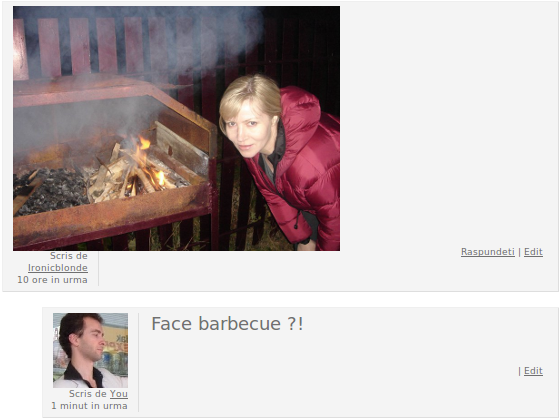 Scris de
Ironicblonde
10 ore in urma
Raspundeti | Edit
Face barbecue ?!
| Edit
Scris de You
1 minut in urma